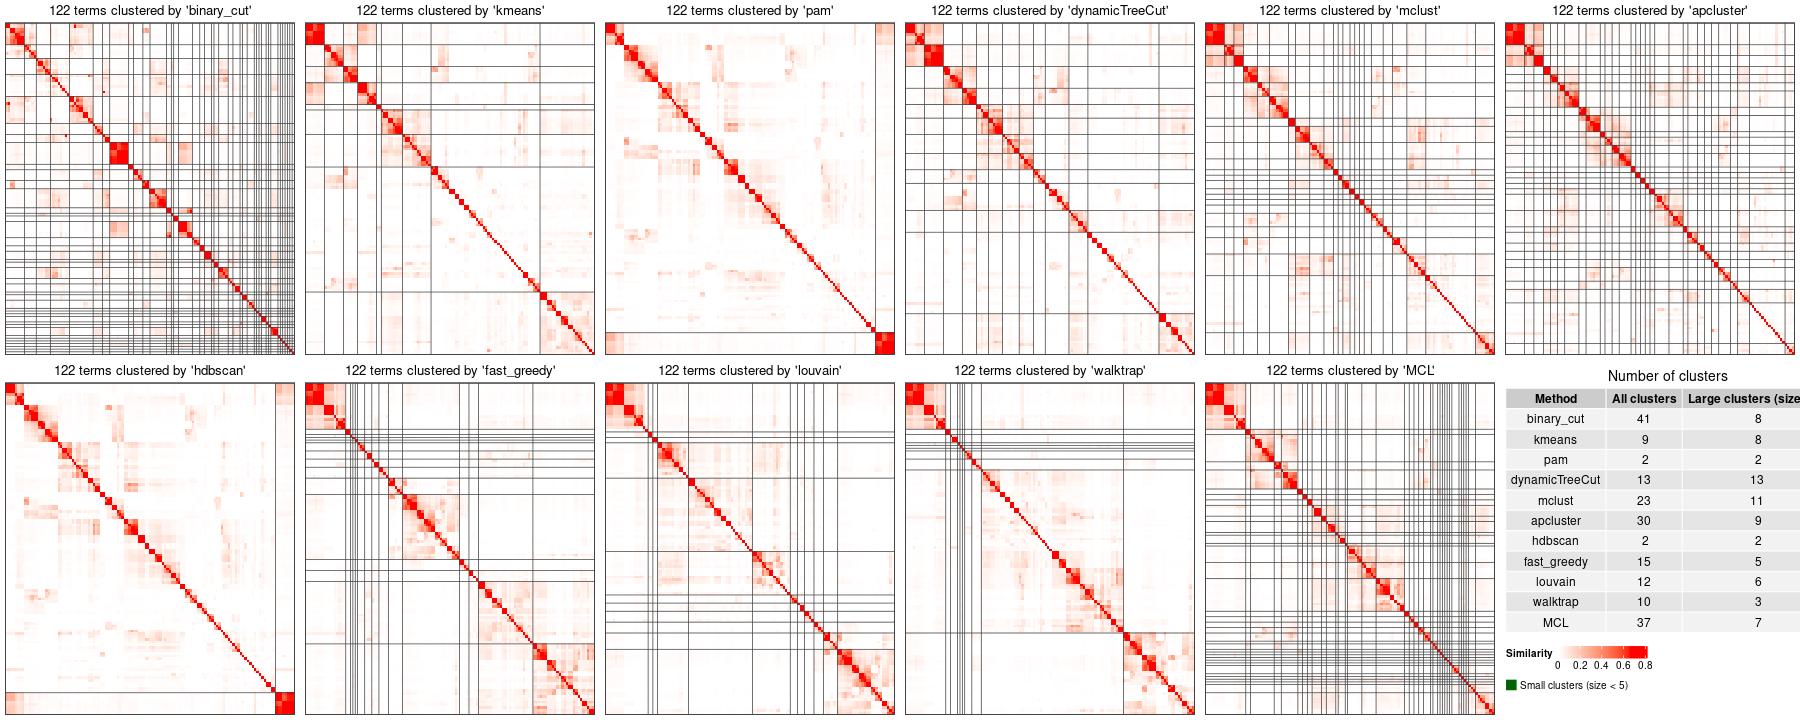 122 terms clustered by 'binary_cut'
122 terms clustered by 'kmeans'
122 terms clustered by 'pam'
122 terms clustered by 'dynamicTreeCut'
122 terms clustered by 'mclust'
122 terms clustered by 'apcluster'
122 terms clustered by 'hdbscan'
122 terms clustered by 'fast_greedy'
122 terms clustered by 'louvain'
122 terms clustered by 'walktrap'
122 terms clustered by 'MCL'
Number of clusters
Method All clusters Large clusters (size
binary_cut 41 8
kmeans 9 8
pam 2 2
dynamicTreeCut 13 13
mclust 23 11
apcluster 30 9
hdbscan 2 2
fast_greedy 15 5
louvain 12 6
walktrap 10 3
MCL 37 7
Similarity
0 0.2 0.4 0.6 0.8
Small clusters (size < 5)